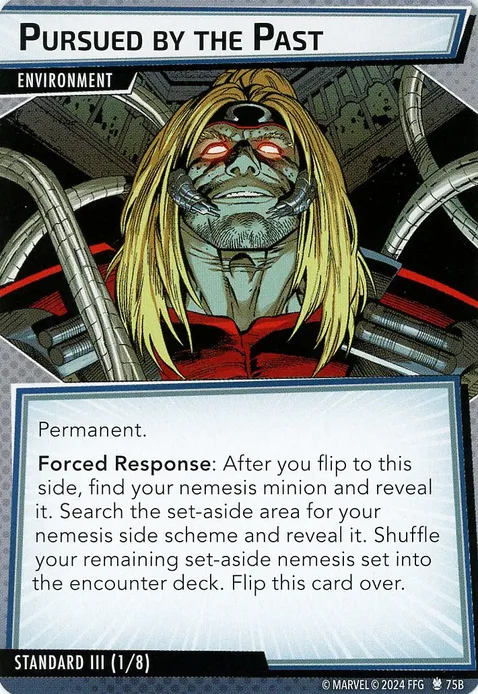 PURSUED BY THE PAST
ENVIRONMENT
Permanent.
Forced Response: After you flip to this
side, find your nemesis minion and reveal
it. Search the set-aside area for your
nemesis side scheme and reveal it. Shuffle
your remaining set-aside nemesis set into
the encounter deck. Flip this card over.
STANDARD III (1/8)
© MARVEL © 2024 FFG 75B